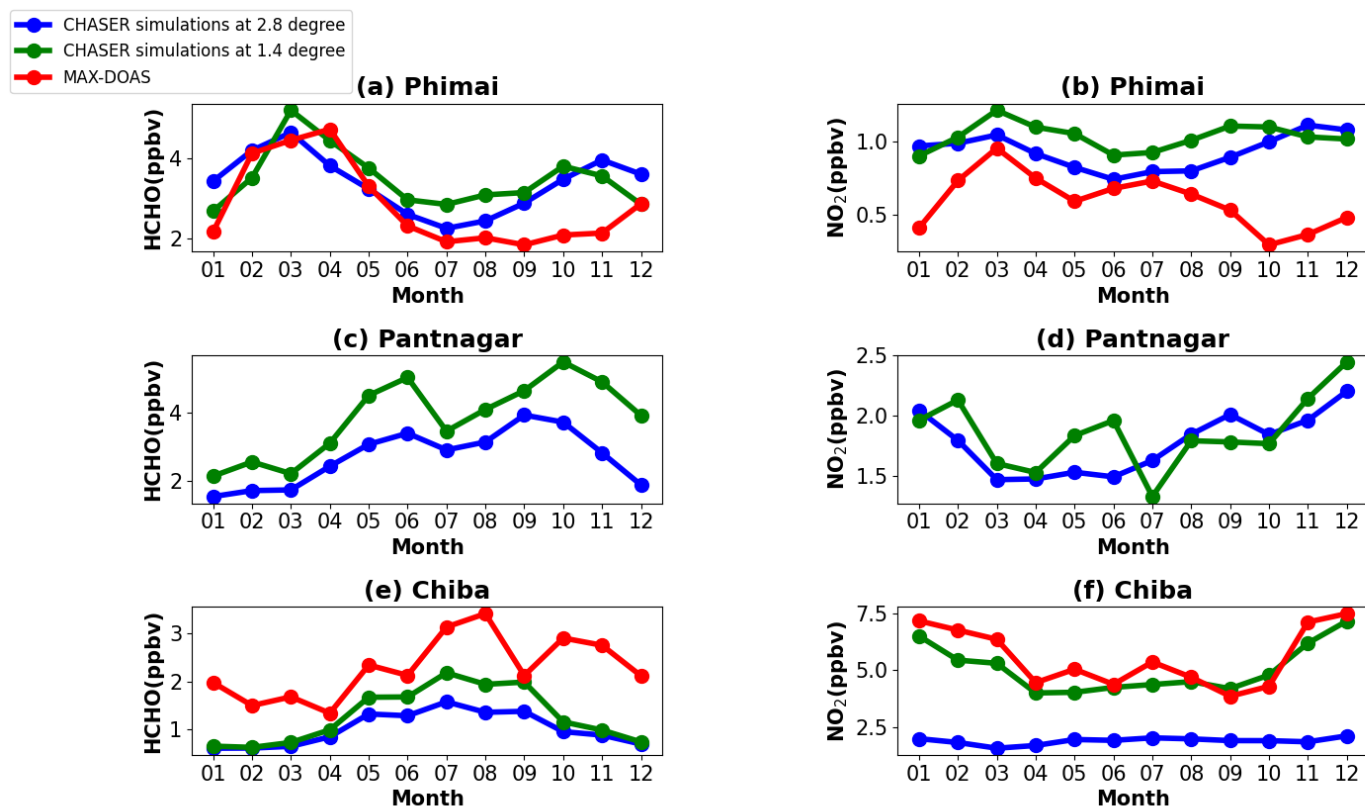 CHASER simulations at 2.8 degree
CHASER simulations at 1.4 degree
MAX-DOAS
(a) Phimai
HCHO(ppbv)
4
2
01 02 03 04 05 06 07 08 09 10 11 12
Month
(b) Phimai
NO₂(ppbv)
1.0
0.5
01 02 03 04 05 06 07 08 09 10 11 12
Month
(c) Pantnagar
HCHO(ppbv)
4
2
01 02 03 04 05 06 07 08 09 10 11 12
Month
(d) Pantnagar
NO₂(ppbv)
2.5
2.0
1.5
01 02 03 04 05 06 07 08 09 10 11 12
Month
(e) Chiba
HCHO(ppbv)
3
2
1
01 02 03 04 05 06 07 08 09 10 11 12
Month
(f) Chiba
NO₂(ppbv)
7.5
5.0
2.5
01 02 03 04 05 06 07 08 09 10 11 12
Month